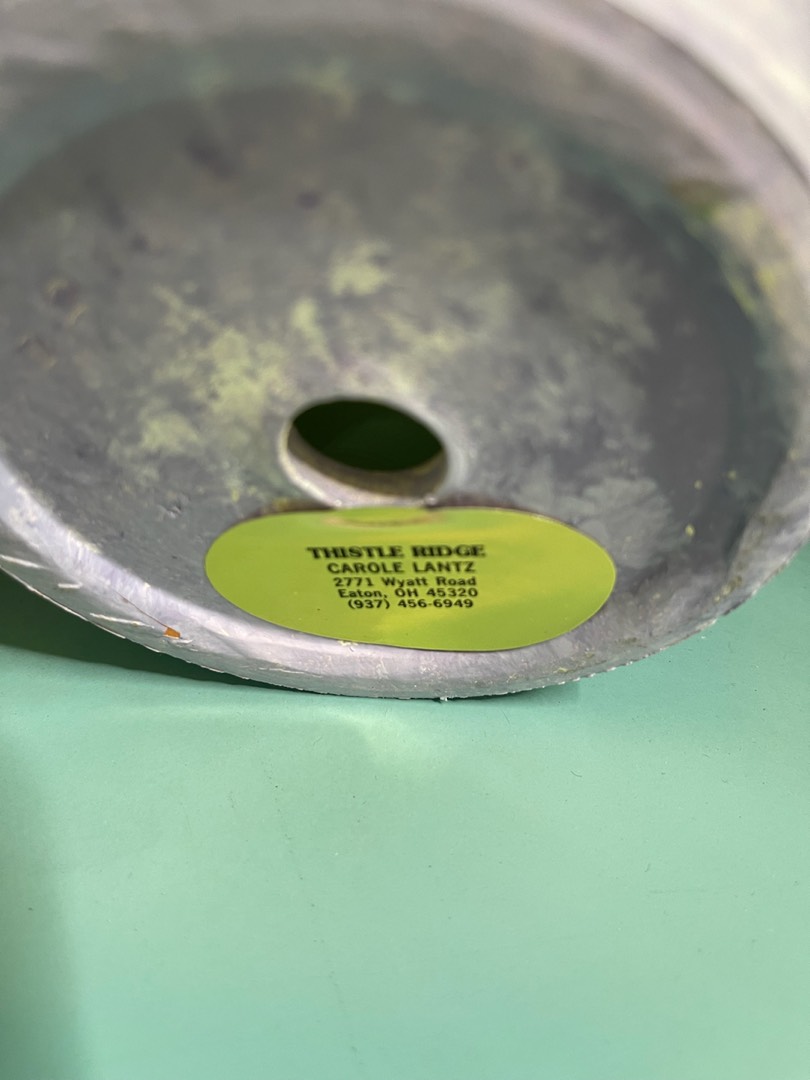 THISTLE RIDGE
CAROLE LANTZ
2771 Wyatt Road
Eaton, OH 45320
(937) 456-6949